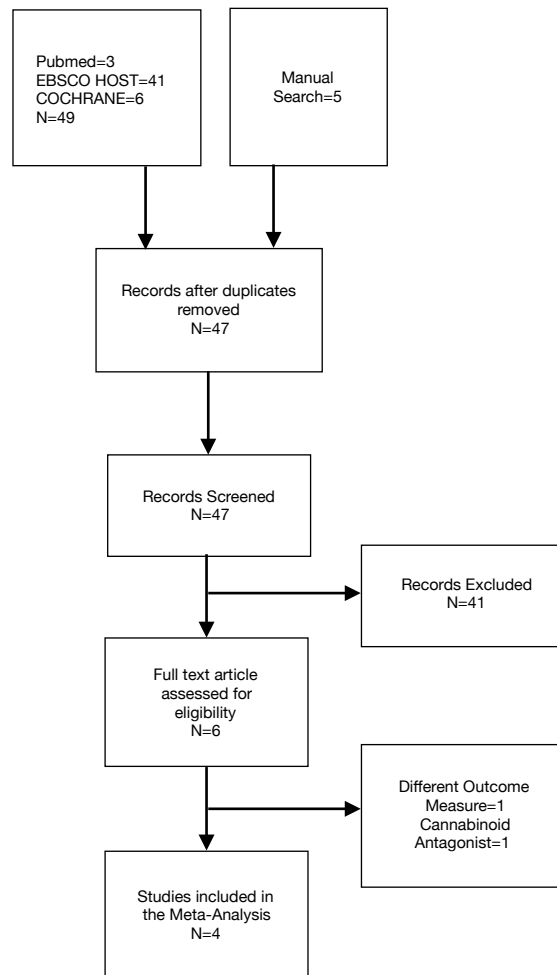 Pubmed=3
EBSCO HOST=41
COCHRANE=6
N=49
Manual
Search=5
Records after duplicates
removed
N=47
Records Screened
N=47
Records Excluded
N=41
Full text article
assessed for
eligibility
N=6
Different Outcome
Measure=1
Cannabinoid
Antagonist=1
Studies included in
the Meta-Analysis
N=4